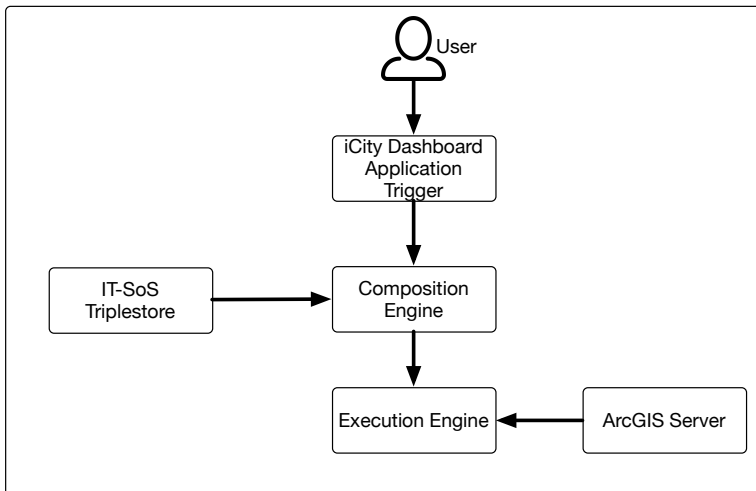 User
iCity Dashboard
Application
Trigger
IT-SoS
Triplestore
Composition
Engine
Execution Engine
ArcGIS Server